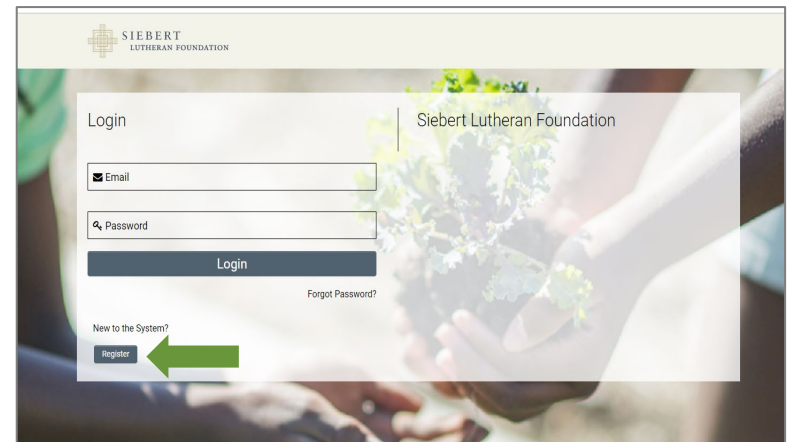 SIEBERT
LUTHERAN FOUNDATION
Login
Siebert Lutheran Foundation
Email
Password
Login
Forgot Password?
New to the System?
Register